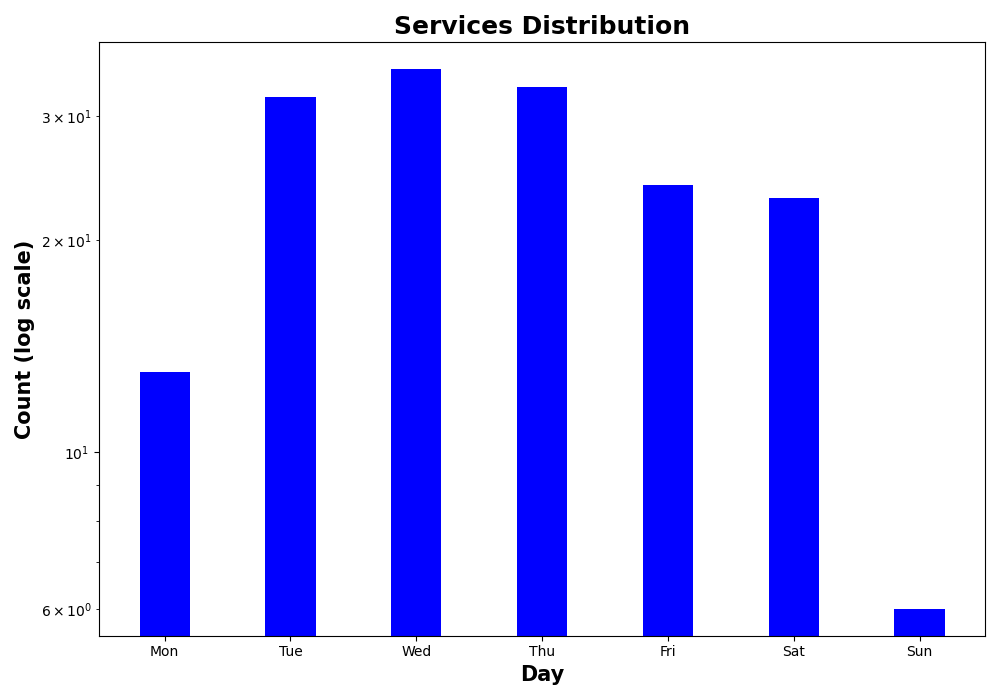 Services Distribution
Count (log scale)
3 × 10¹
2 × 10¹
10¹
6 × 10⁰
Mon Tue Wed Thu Fri Sat Sun
Day